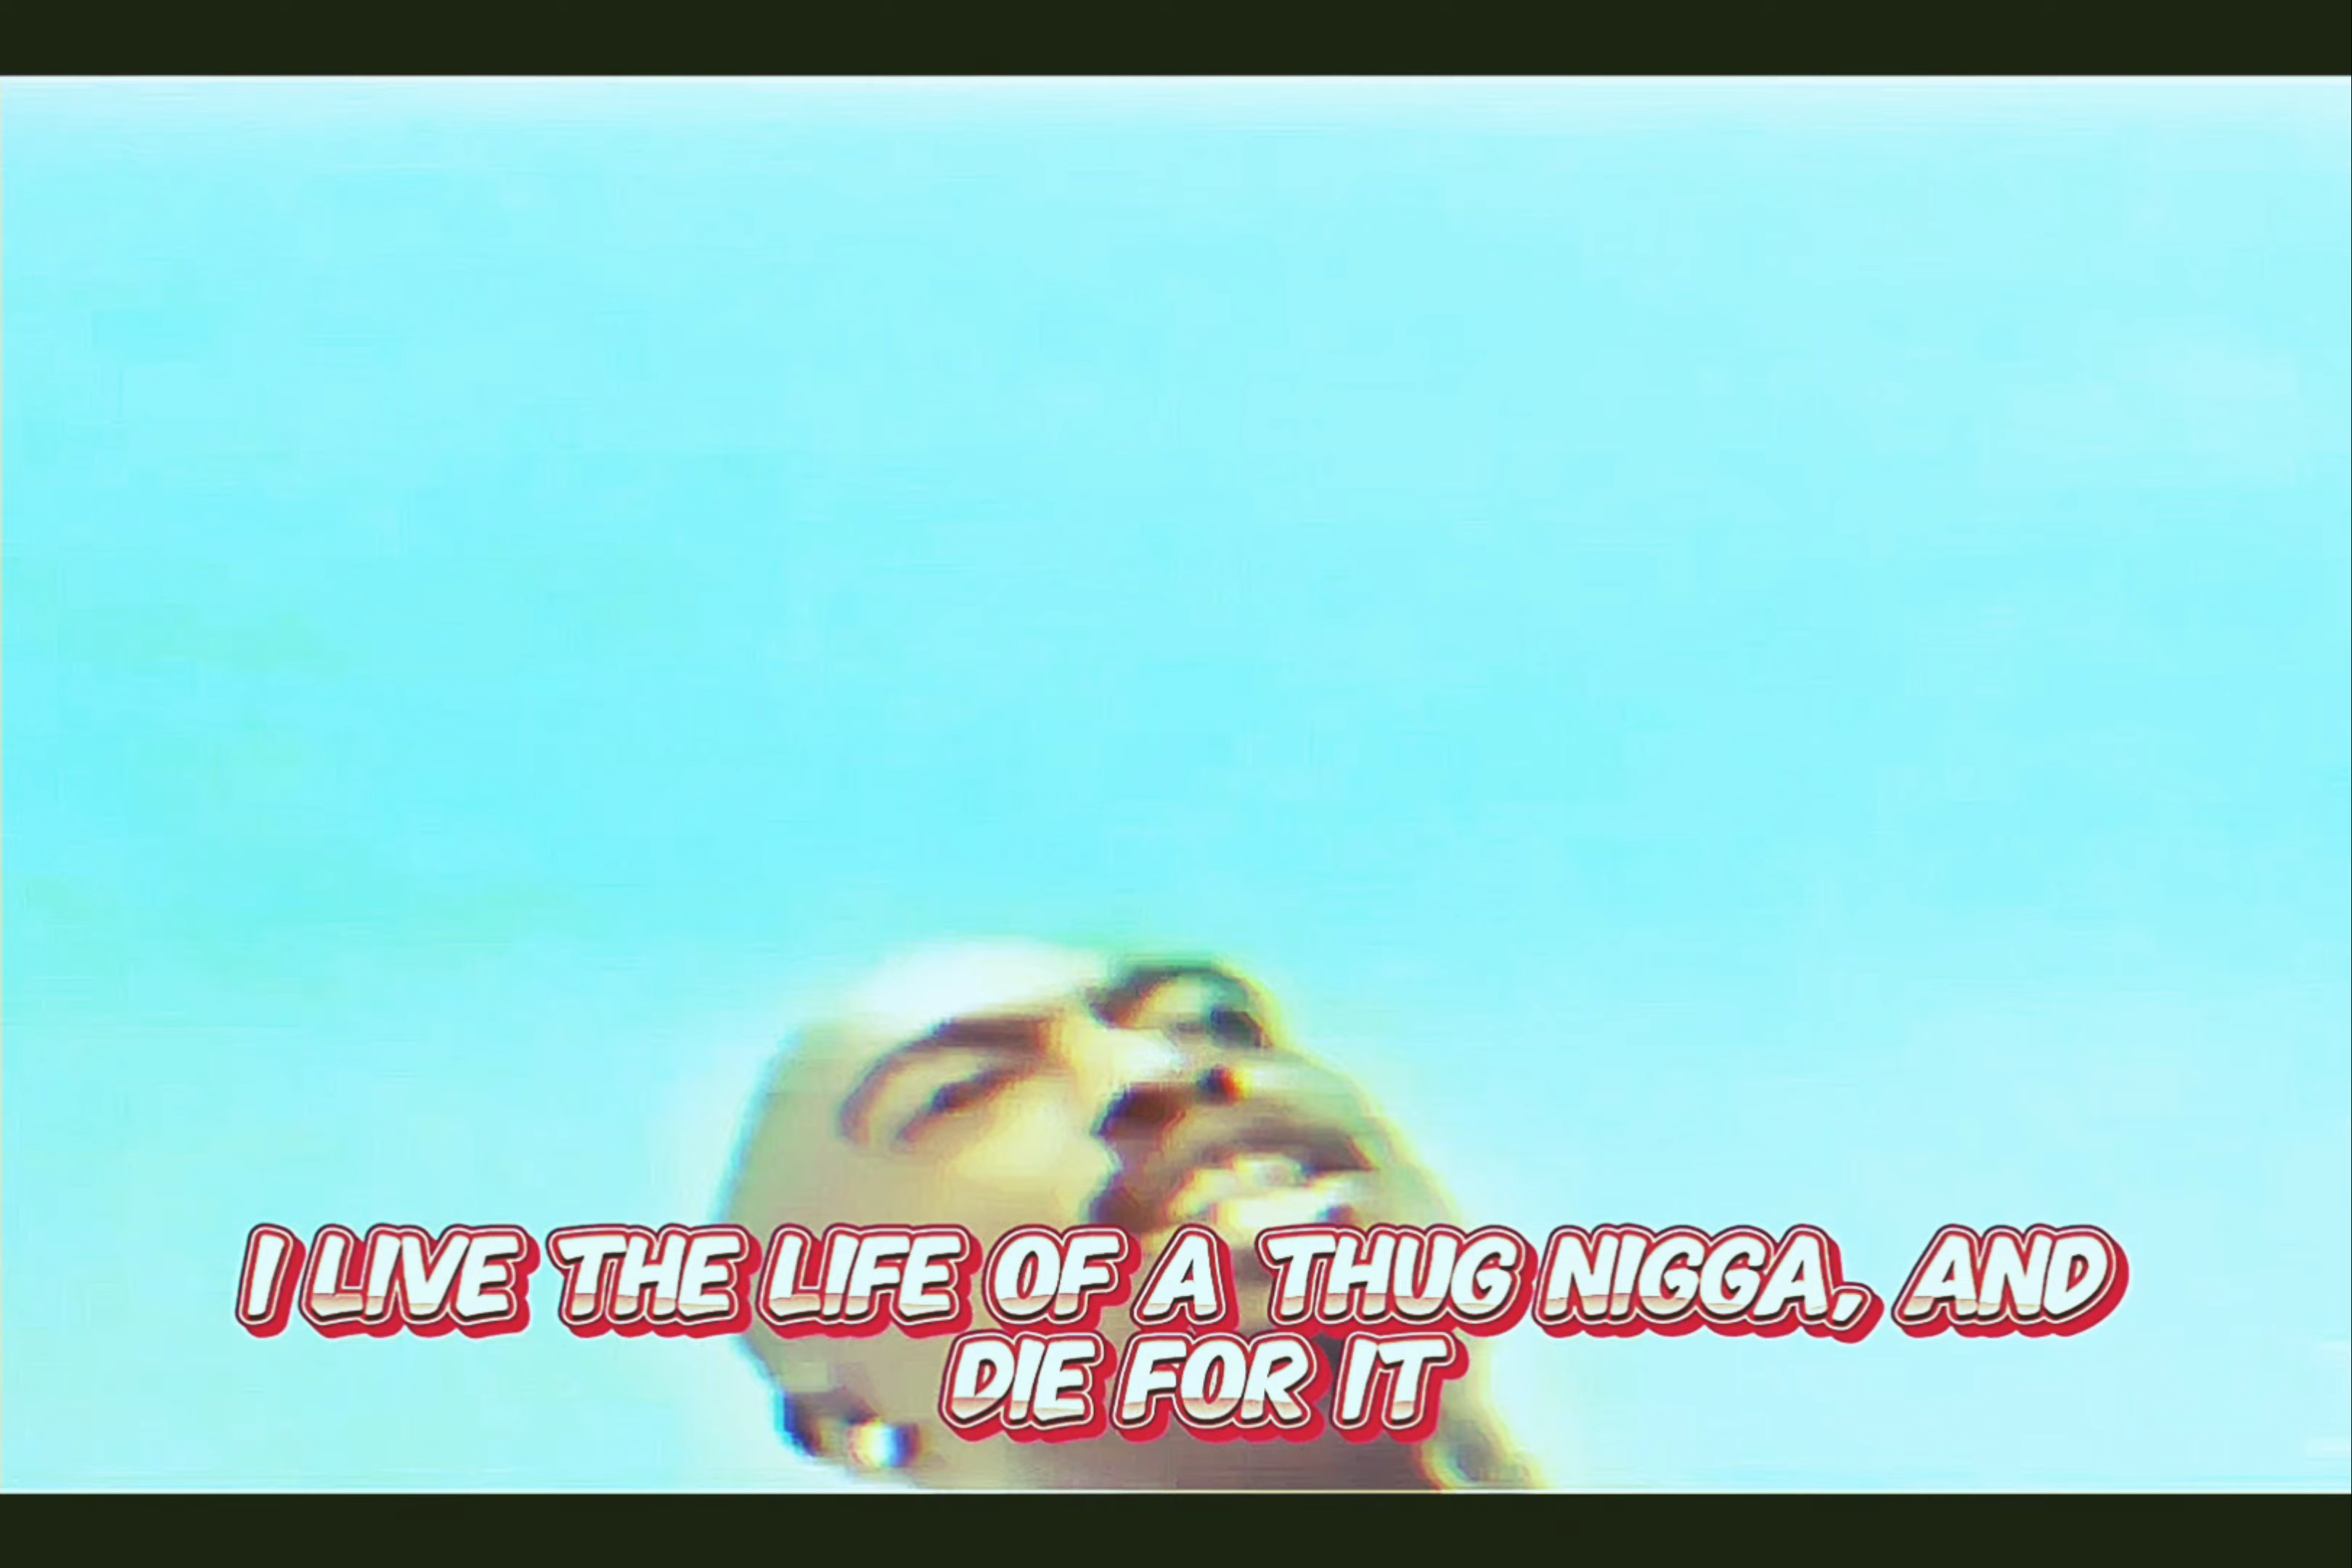 I LIVE THE LIFE OF A THUG NIGGA, AND
DIE FOR IT